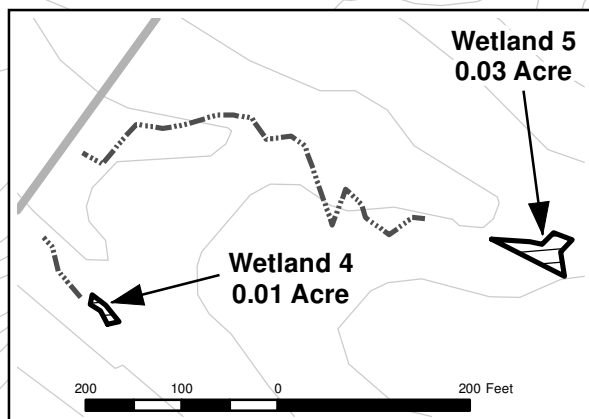 Wetland 5
0.03 Acre
Wetland 4
0.01 Acre
200 100 0 200 Feet